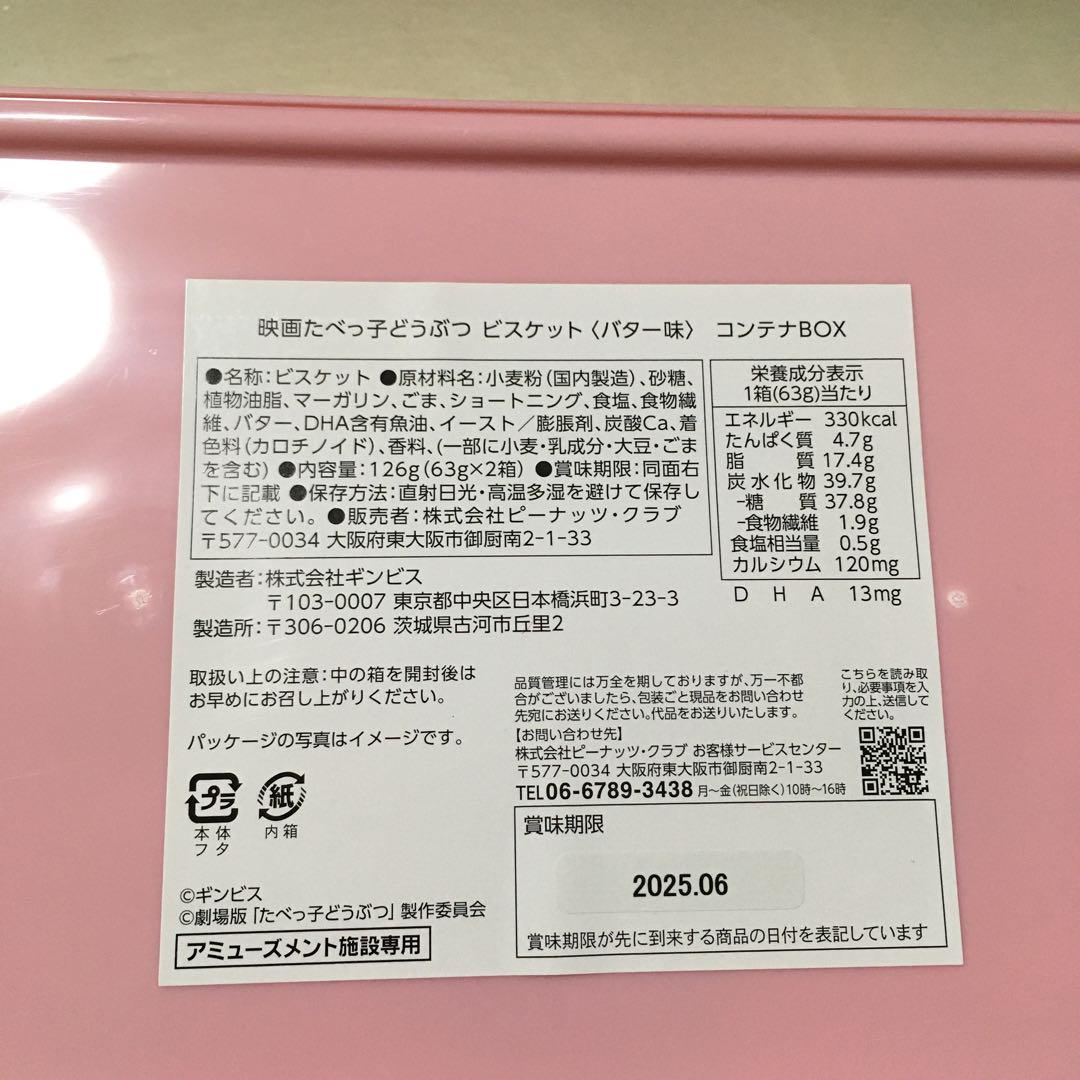 映画たべっ子どうぶつ ビスケット〈バター味〉 コンテナBOX
●名称:ビスケット ●原材料名:小麦粉(国内製造)、砂糖、
植物油脂、マーガリン、ごま、ショートニング、食塩、食物繊
維、バター、DHA含有魚油、イースト／膨脹剤、炭酸Ca、着
色料(カロチノイド)、香料、(一部に小麦・乳成分・大豆・ごま
を含む) ●内容量:126g(63g×2箱) ●賞味期限:同面右
下に記載 ●保存方法:直射日光・高温多湿を避けて保存し
てください。 ●販売者:株式会社ピーナッツ・クラブ
〒577-0034 大阪府東大阪市御厨南2-1-33
栄養成分表示
1箱(63g)当たり
エネルギー 330kcal
たんぱく質 4.7g
脂質 17.4g
炭水化物 39.7g
-糖質 37.8g
-食物繊維 1.9g
食塩相当量 0.5g
カルシウム 120mg
DHA 13mg
製造者:株式会社ギンビス
〒103-0007 東京都中央区日本橋浜町3-23-3
製造所:〒306-0206 茨城県古河市丘里2
取扱い上の注意:中の箱を開封後は
お早めにお召し上がりください。
パッケージの写真はイメージです。
プラ
本体
フタ
紙
内箱
©ギンビス
©劇場版「たべっ子どうぶつ」製作委員会
アミューズメント施設専用
品質管理には万全を期しておりますが、万一不都
合がございましたら、包装ごと現品をお問い合わせ
先宛にお送りください。代品をお送りいたします。
【お問い合わせ先】
株式会社ピーナッツ・クラブ お客様サービスセンター
〒577-0034 大阪府東大阪市御厨南2-1-33
TEL06-6789-3438 月～金(祝日除く)10時～16時
こちらを読み取
り、必要事項を入
力の上、送信して
ください。
賞味期限
2025.06
賞味期限が先に到来する商品の日付を表記しています